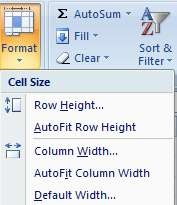 Format
Σ AutoSum
Fill
Clear
Sort &
Filter
Cell Size
Row Height...
AutoFit Row Height
Column Width...
AutoFit Column Width
Default Width...